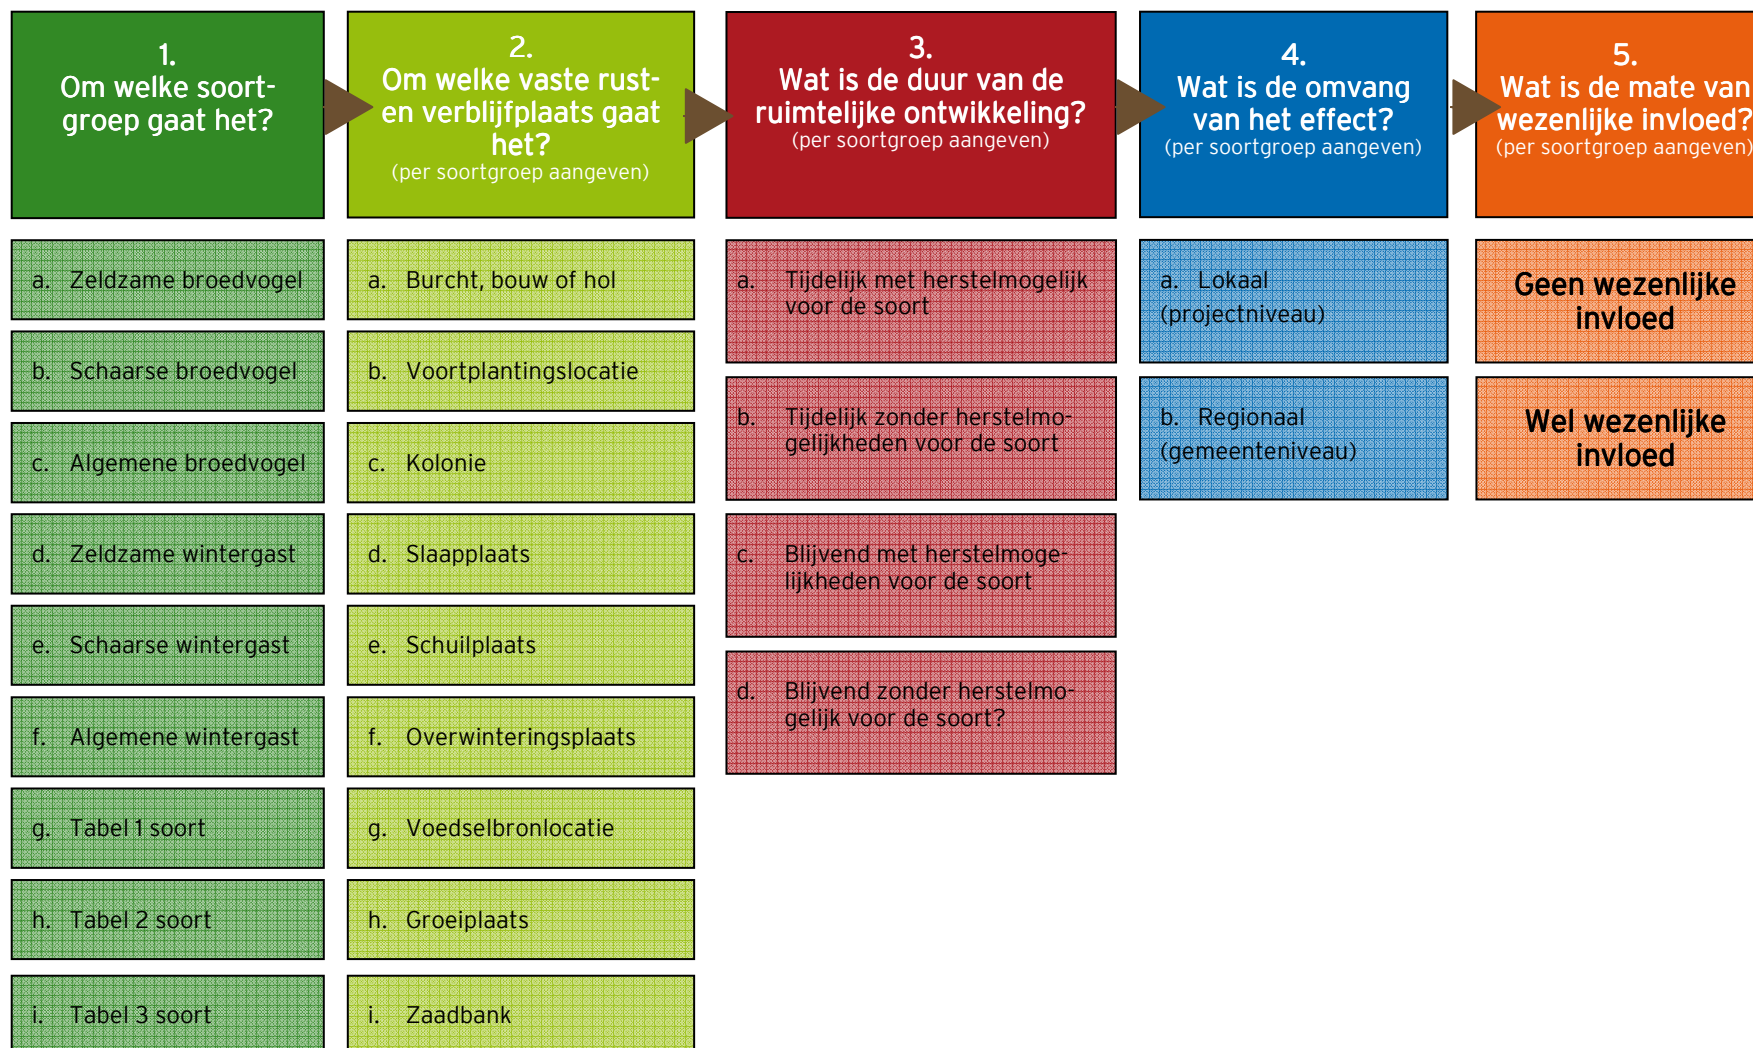 1.
Om welke soort-
groep gaat het?
2.
Om welke vaste rust-
en verblijfplaats gaat
het?
(per soortgroep aangeven)
3.
Wat is de duur van de
ruimtelijke ontwikkeling?
(per soortgroep aangeven)
4.
Wat is de omvang
van het effect?
(per soortgroep aangeven)
5.
Wat is de mate van
wezenlijke invloed?
(per soortgroep aangeven)
a. Zeldzame broedvogel
b. Schaarse broedvogel
c. Algemene broedvogel
d. Zeldzame wintergast
e. Schaarse wintergast
f. Algemene wintergast
g. Tabel 1 soort
h. Tabel 2 soort
i. Tabel 3 soort
a. Burcht, bouw of hol
b. Voortplantingslocatie
c. Kolonie
d. Slaapplaats
e. Schuilplaats
f. Overwinteringsplaats
g. Voedselbronlocatie
h. Groeiplaats
i. Zaadbank
a. Tijdelijk met herstelmogelijk
voor de soort
b. Tijdelijk zonder herstelmo-
gelijkheden voor de soort
c. Blijvend met herstelmoge-
lijkheden voor de soort
d. Blijvend zonder herstelmo-
gelijk voor de soort?
a. Lokaal
(projectniveau)
b. Regionaal
(gemeenteniveau)
Geen wezenlijke
invloed
Wel wezenlijke
invloed